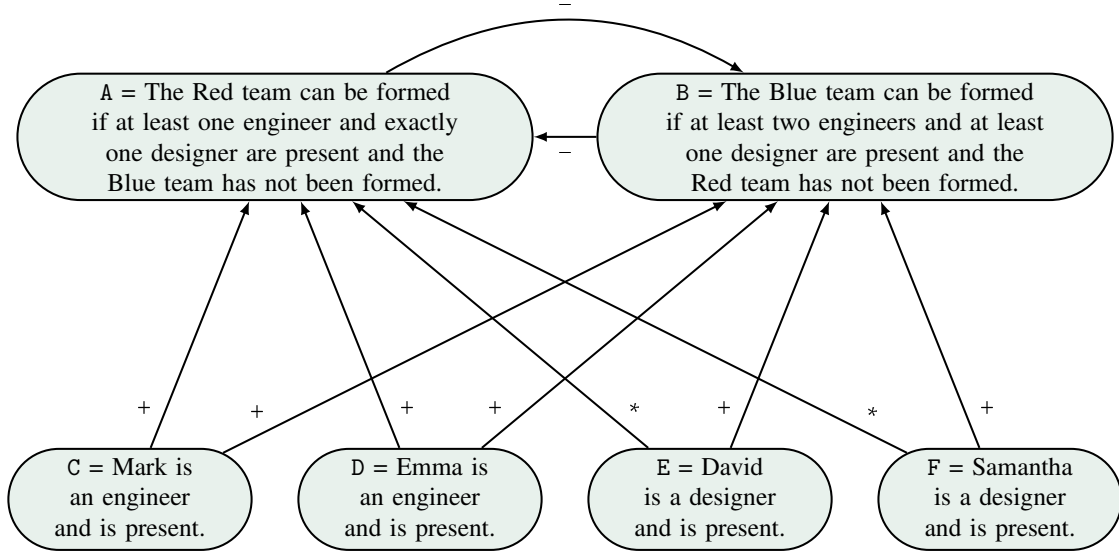 −
A = The Red team can be formed
if at least one engineer and exactly
one designer are present and the
Blue team has not been formed.
B = The Blue team can be formed
if at least two engineers and at least
one designer are present and the
Red team has not been formed.
−
+ + + + * + * +
C = Mark is
an engineer
and is present.
D = Emma is
an engineer
and is present.
E = David
is a designer
and is present.
F = Samantha
is a designer
and is present.